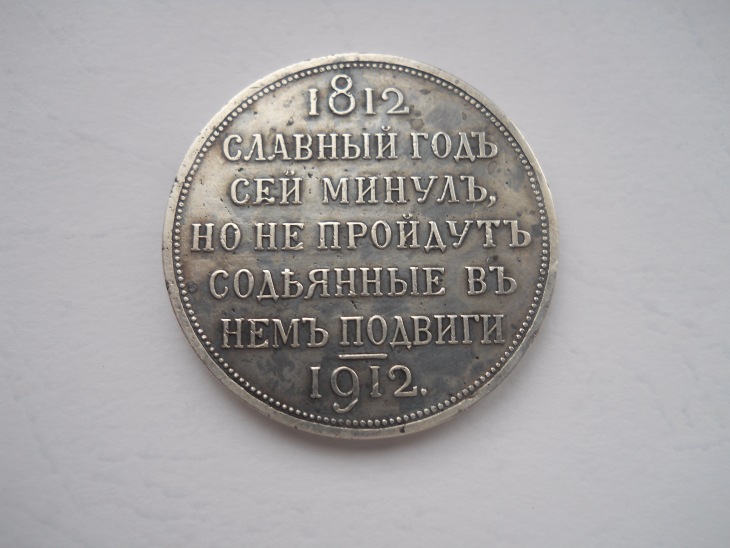 1812
СЛАВНЫЙ ГОДЪ
СЕЙ МИНУЛЪ,
НО НЕ ПРОЙДУТЪ
СОДѢЯННЫЕ ВЪ
НЕМЪ ПОДВИГИ
1912.